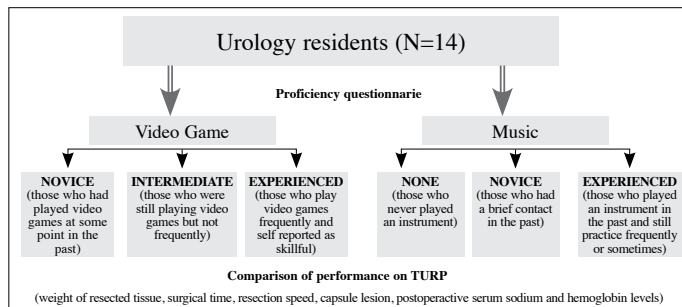 Urology residents (N=14)
Proficiency questionnarie
Video Game
Music
NOVICE
(those who had
played video
games at some
point in the
past)
INTERMEDIATE
(those who were
still playing video
games but not
frequently)
EXPERIENCED
(those who play
video games
frequently and
self reported as
skillful)
NONE
(those who
never played
an instrument)
NOVICE
(those who had
a brief contact
in the past)
EXPERIENCED
(those who played
an instrument in
the past and still
practice frequently
or sometimes)
Comparison of performance on TURP
(weight of resected tissue, surgical time, resection speed, capsule lesion, postoperactive serum sodium and hemoglobin levels)